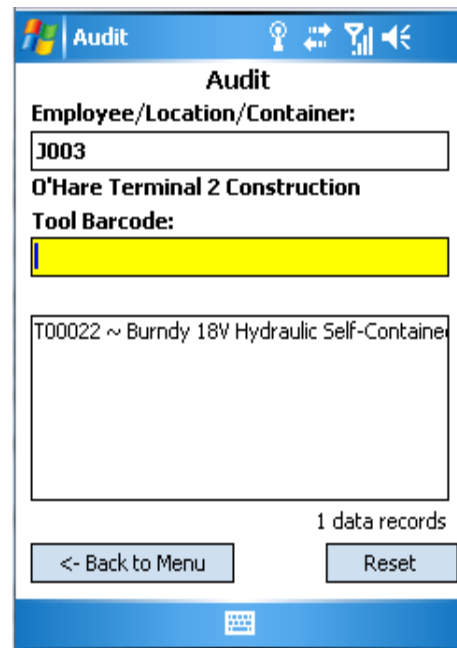 Audit
Audit
Employee/Location/Container:
J003
O'Hare Terminal 2 Construction
Tool Barcode:
T00022 ~ Burndy 18V Hydraulic Self-Containe
1 data records
<- Back to Menu
Reset